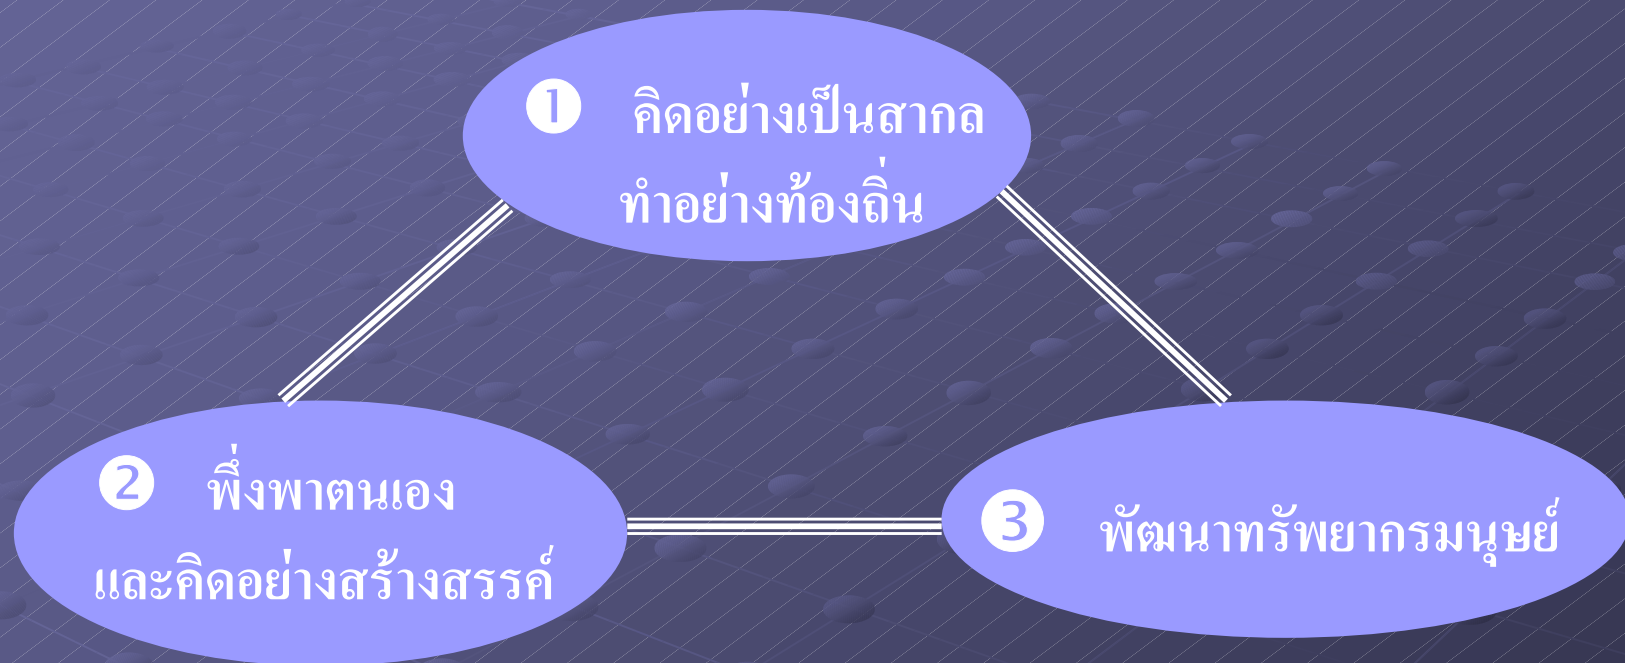 ❶ คิดอย่างเป็นสากล
ทำอย่างท้องถิ่น
❷ พึ่งพาตนเอง
และคิดอย่างสร้างสรรค์
❸ พัฒนาทรัพยากรมนุษย์